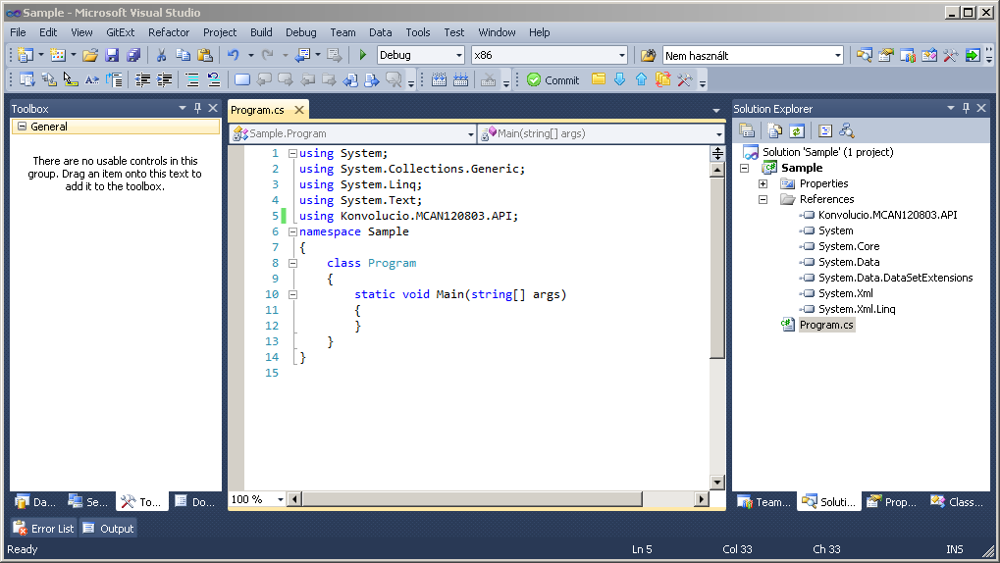 Sample - Microsoft Visual Studio
File Edit View GitExt Refactor Project Build Debug Team Data Tools Test Window Help
Debug x86 Nem használt
Commit
Toolbox
General
There are no usable controls in this
group. Drag an item onto this text to
add it to the toolbox.
Da... Se... To... Do...
Program.cs
Sample.Program Main(string[] args)
1 using System;
2 using System.Collections.Generic;
3 using System.Linq;
4 using System.Text;
5 using Konvolucio.MCAN120803.API;
6 namespace Sample
7 {
8 class Program
9 {
10 static void Main(string[] args)
11 {
12 }
13 }
14 }
15
100 %
Solution Explorer
Solution 'Sample' (1 project)
Sample
Properties
References
Konvolucio.MCAN120803.API
System
System.Core
System.Data
System.Data.DataSetExtensions
System.Xml
System.Xml.Linq
Program.cs
Team... Soluti... Prop... Class...
Error List Output
Ready Ln 5 Col 33 Ch 33 INS